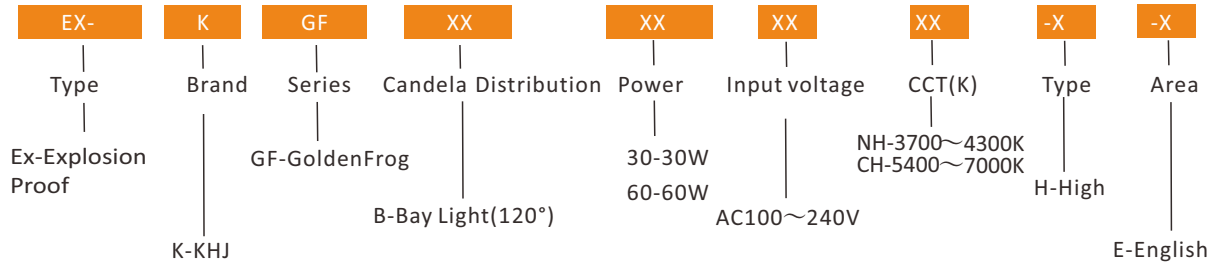 EX- K GF XX XX XX XX -X -X
Type Brand Series Candela Distribution Power Input voltage CCT(K) Type Area
Ex-Explosion
Proof
K-KHJ
GF-GoldenFrog
B-Bay Light(120°)
30-30W
60-60W
AC100～240V
NH-3700～4300K
CH-5400～7000K
H-High
E-English